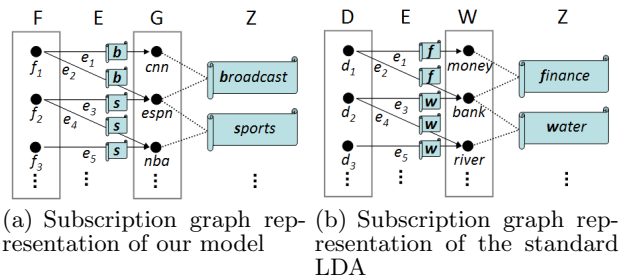 F E G Z
f1 e1 b cnn
e2 b broadcast
f2 e3 s espn
e4 s sports
f3 e5 s nba
D E W Z
d1 e1 f money
e2 f finance
d2 e3 w bank
e4 w water
d3 e5 w river
(a) Subscription graph rep-
resentation of our model
(b) Subscription graph rep-
resentation of the standard
LDA